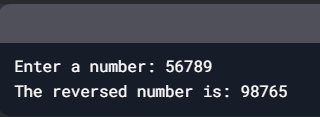 Enter a number: 56789
The reversed number is: 98765